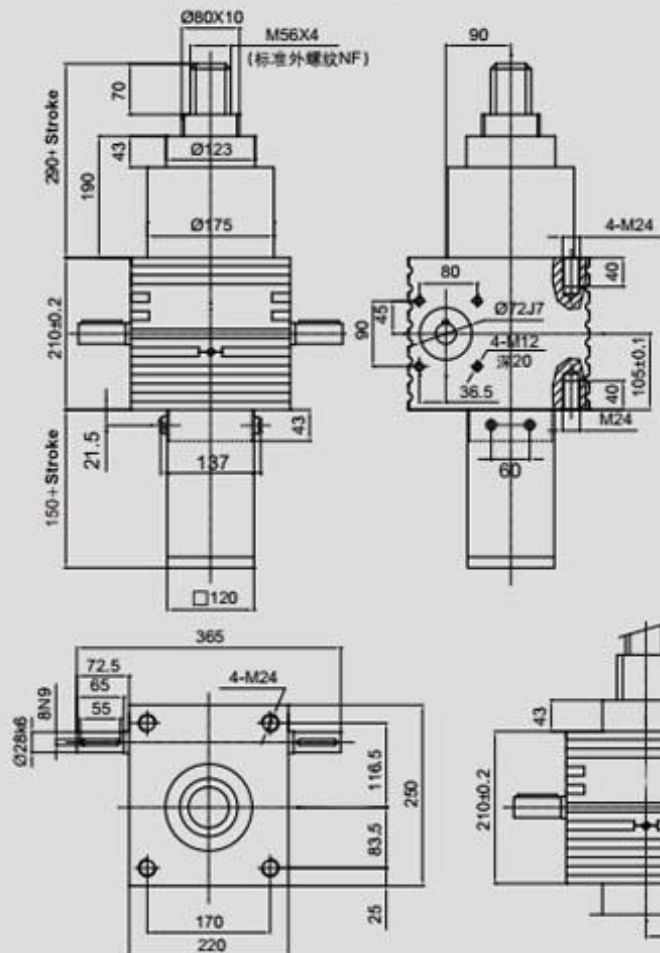 Ø80X10
M56X4
(标准外螺纹NF)
70
290+ Stroke
43
Ø123
190
Ø175
210±0.2
21.5
43
137
150+Stroke
□120
90
4-M24
80
40
45
90
Ø72J7
4-M12
深20
36.5
105±0.1
40
M24
60
365
72.5
65
55
8N9
Ø28k6
4-M24
116.5
250
83.5
25
170
220
43
210±0.2